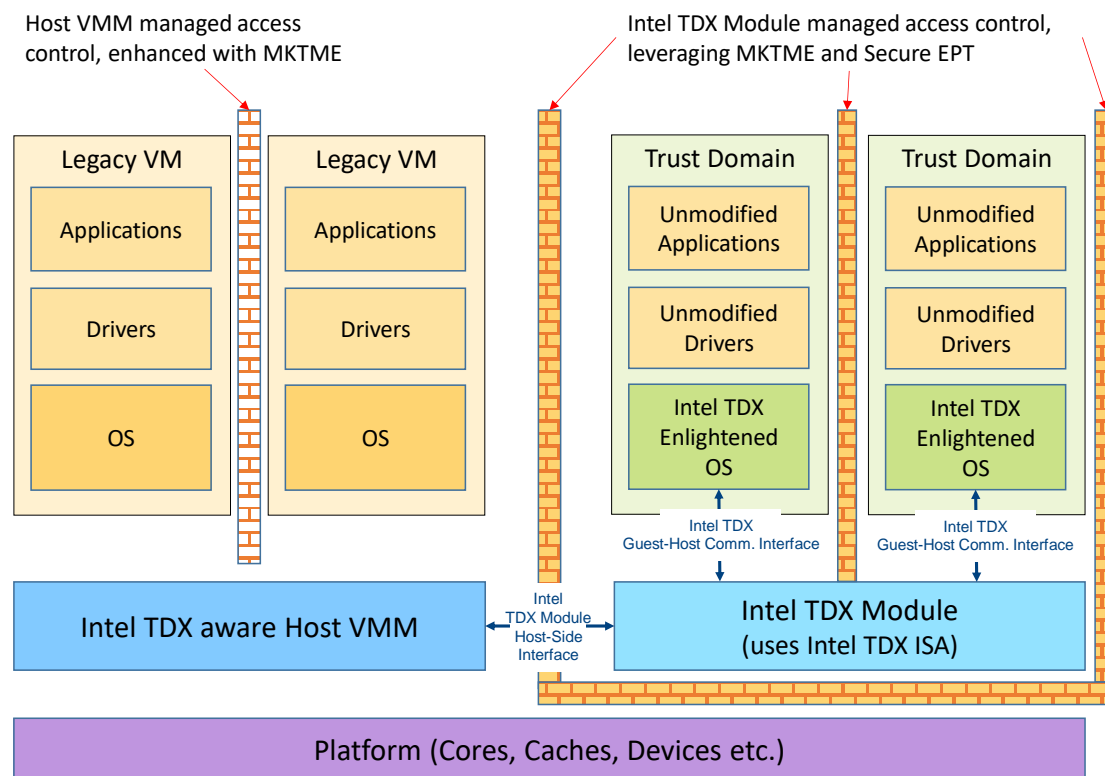 Host VMM managed access
control, enhanced with MKTME
Intel TDX Module managed access control,
leveraging MKTME and Secure EPT
Legacy VM
Applications
Drivers
OS
Legacy VM
Applications
Drivers
OS
Trust Domain
Unmodified
Applications
Unmodified
Drivers
Intel TDX
Enlightened
OS
Trust Domain
Unmodified
Applications
Unmodified
Drivers
Intel TDX
Enlightened
OS
Intel TDX
Guest-Host Comm. Interface
Intel TDX
Guest-Host Comm. Interface
Intel TDX aware Host VMM
Intel
TDX Module
Host-Side
Interface
Intel TDX Module
(uses Intel TDX ISA)
Platform (Cores, Caches, Devices etc.)